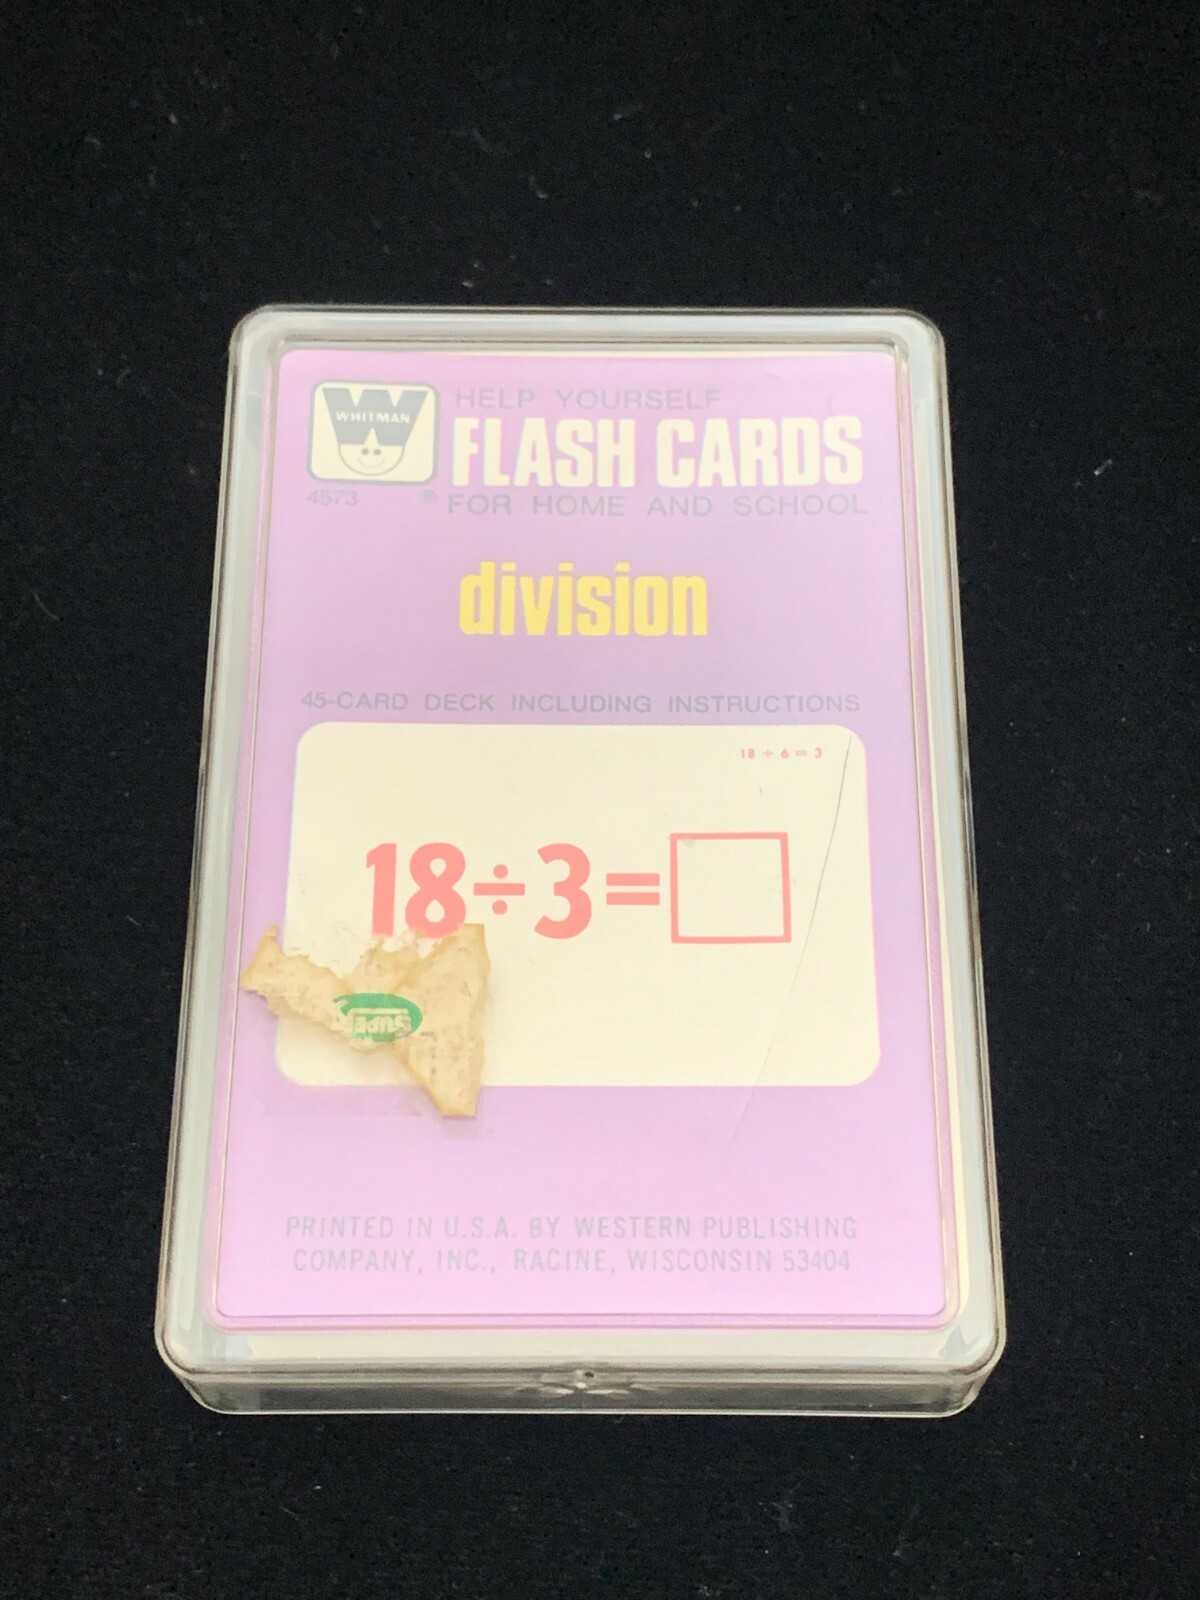 WHITMAN
4573 ®
HELP YOURSELF
FLASH CARDS
FOR HOME AND SCHOOL
division
45-CARD DECK INCLUDING INSTRUCTIONS
18 ÷ 6 = 3
18÷3=
SUPE
PRINTED IN U.S.A. BY WESTERN PUBLISHING
COMPANY, INC., RACINE, WISCONSIN 53404